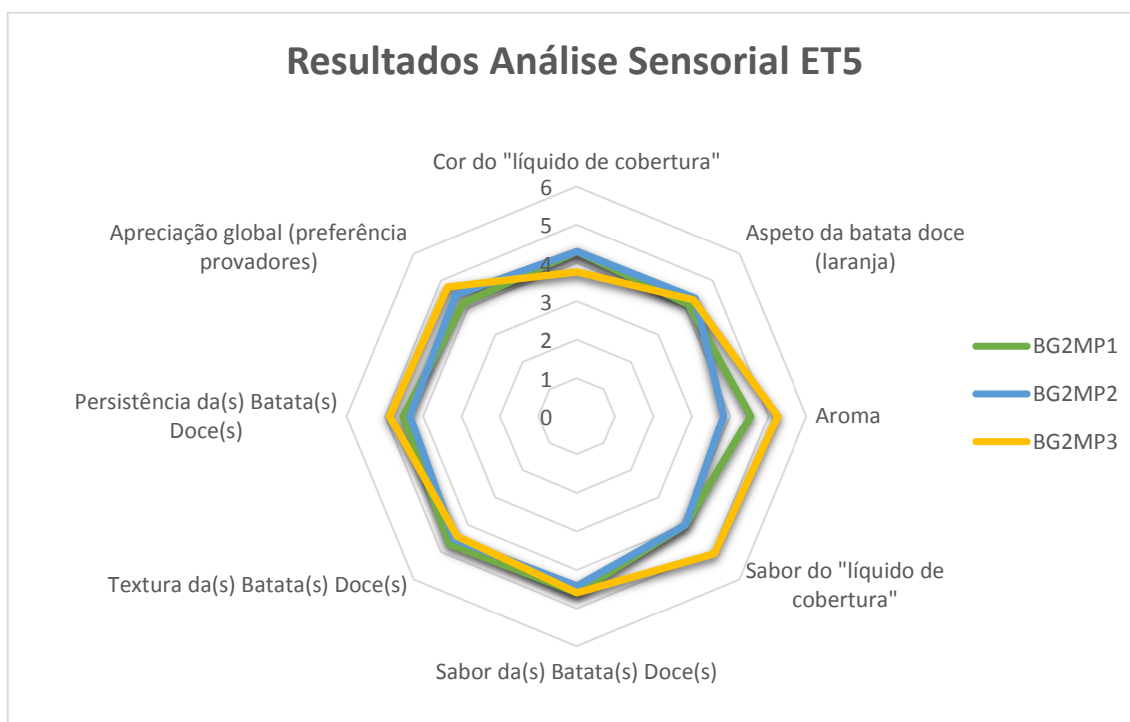 Resultados Análise Sensorial ET5
Cor do "líquido de cobertura"
6
5
4
3
2
1
0
Aspeto da batata doce
(laranja)
Aroma
Sabor do "líquido de
cobertura"
Sabor da(s) Batata(s) Doce(s)
Textura da(s) Batata(s) Doce(s)
Persistência da(s) Batata(s)
Doce(s)
Apreciação global (preferência
provadores)
BG2MP1
BG2MP2
BG2MP3